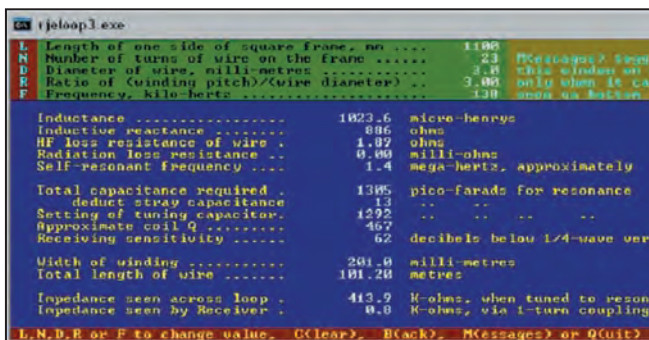 rjeloop3.exe
L Length of one side of square frame, mm .... 1100
N Number of turns of wire on the frame ...... 23
D Diameter of wire, milli-metres ............ 3.0
R Ratio of (winding pitch)/(wire diameter) .. 3.00 only when it ca
F Frequency, kilo-hertz ............ 138
Inductance ................. 1023.6 micro-henrys
Inductive reactance ........ 886 ohms
HF loss resistance of wire . 1.89 ohms
Radiation loss resistance .. 0.00 milli-ohms
Self-resonant frequency .... 1.4 mega-hertz, approximately
Total capacitance required . 1305 pico-farads for resonance
deduct stray capacitance 13 .. ..
Setting of tuning capacitor. 1292 .. .. ..
Approximate coil Q ......... 467
Receiving sensitivity ...... 62 decibels below 1/4-wave ver
Width of winding ........... 201.0 milli-metres
Total length of wire ....... 101.20 metres
Impedance seen across loop . 413.9 K-ohms, when tuned to reson
Impedance seen by Receiver . 0.8 K-ohms, via 1-turn coupling
L,N,D,R or F to change value, C(lear), B(ack), M(essages) or Q(uit)